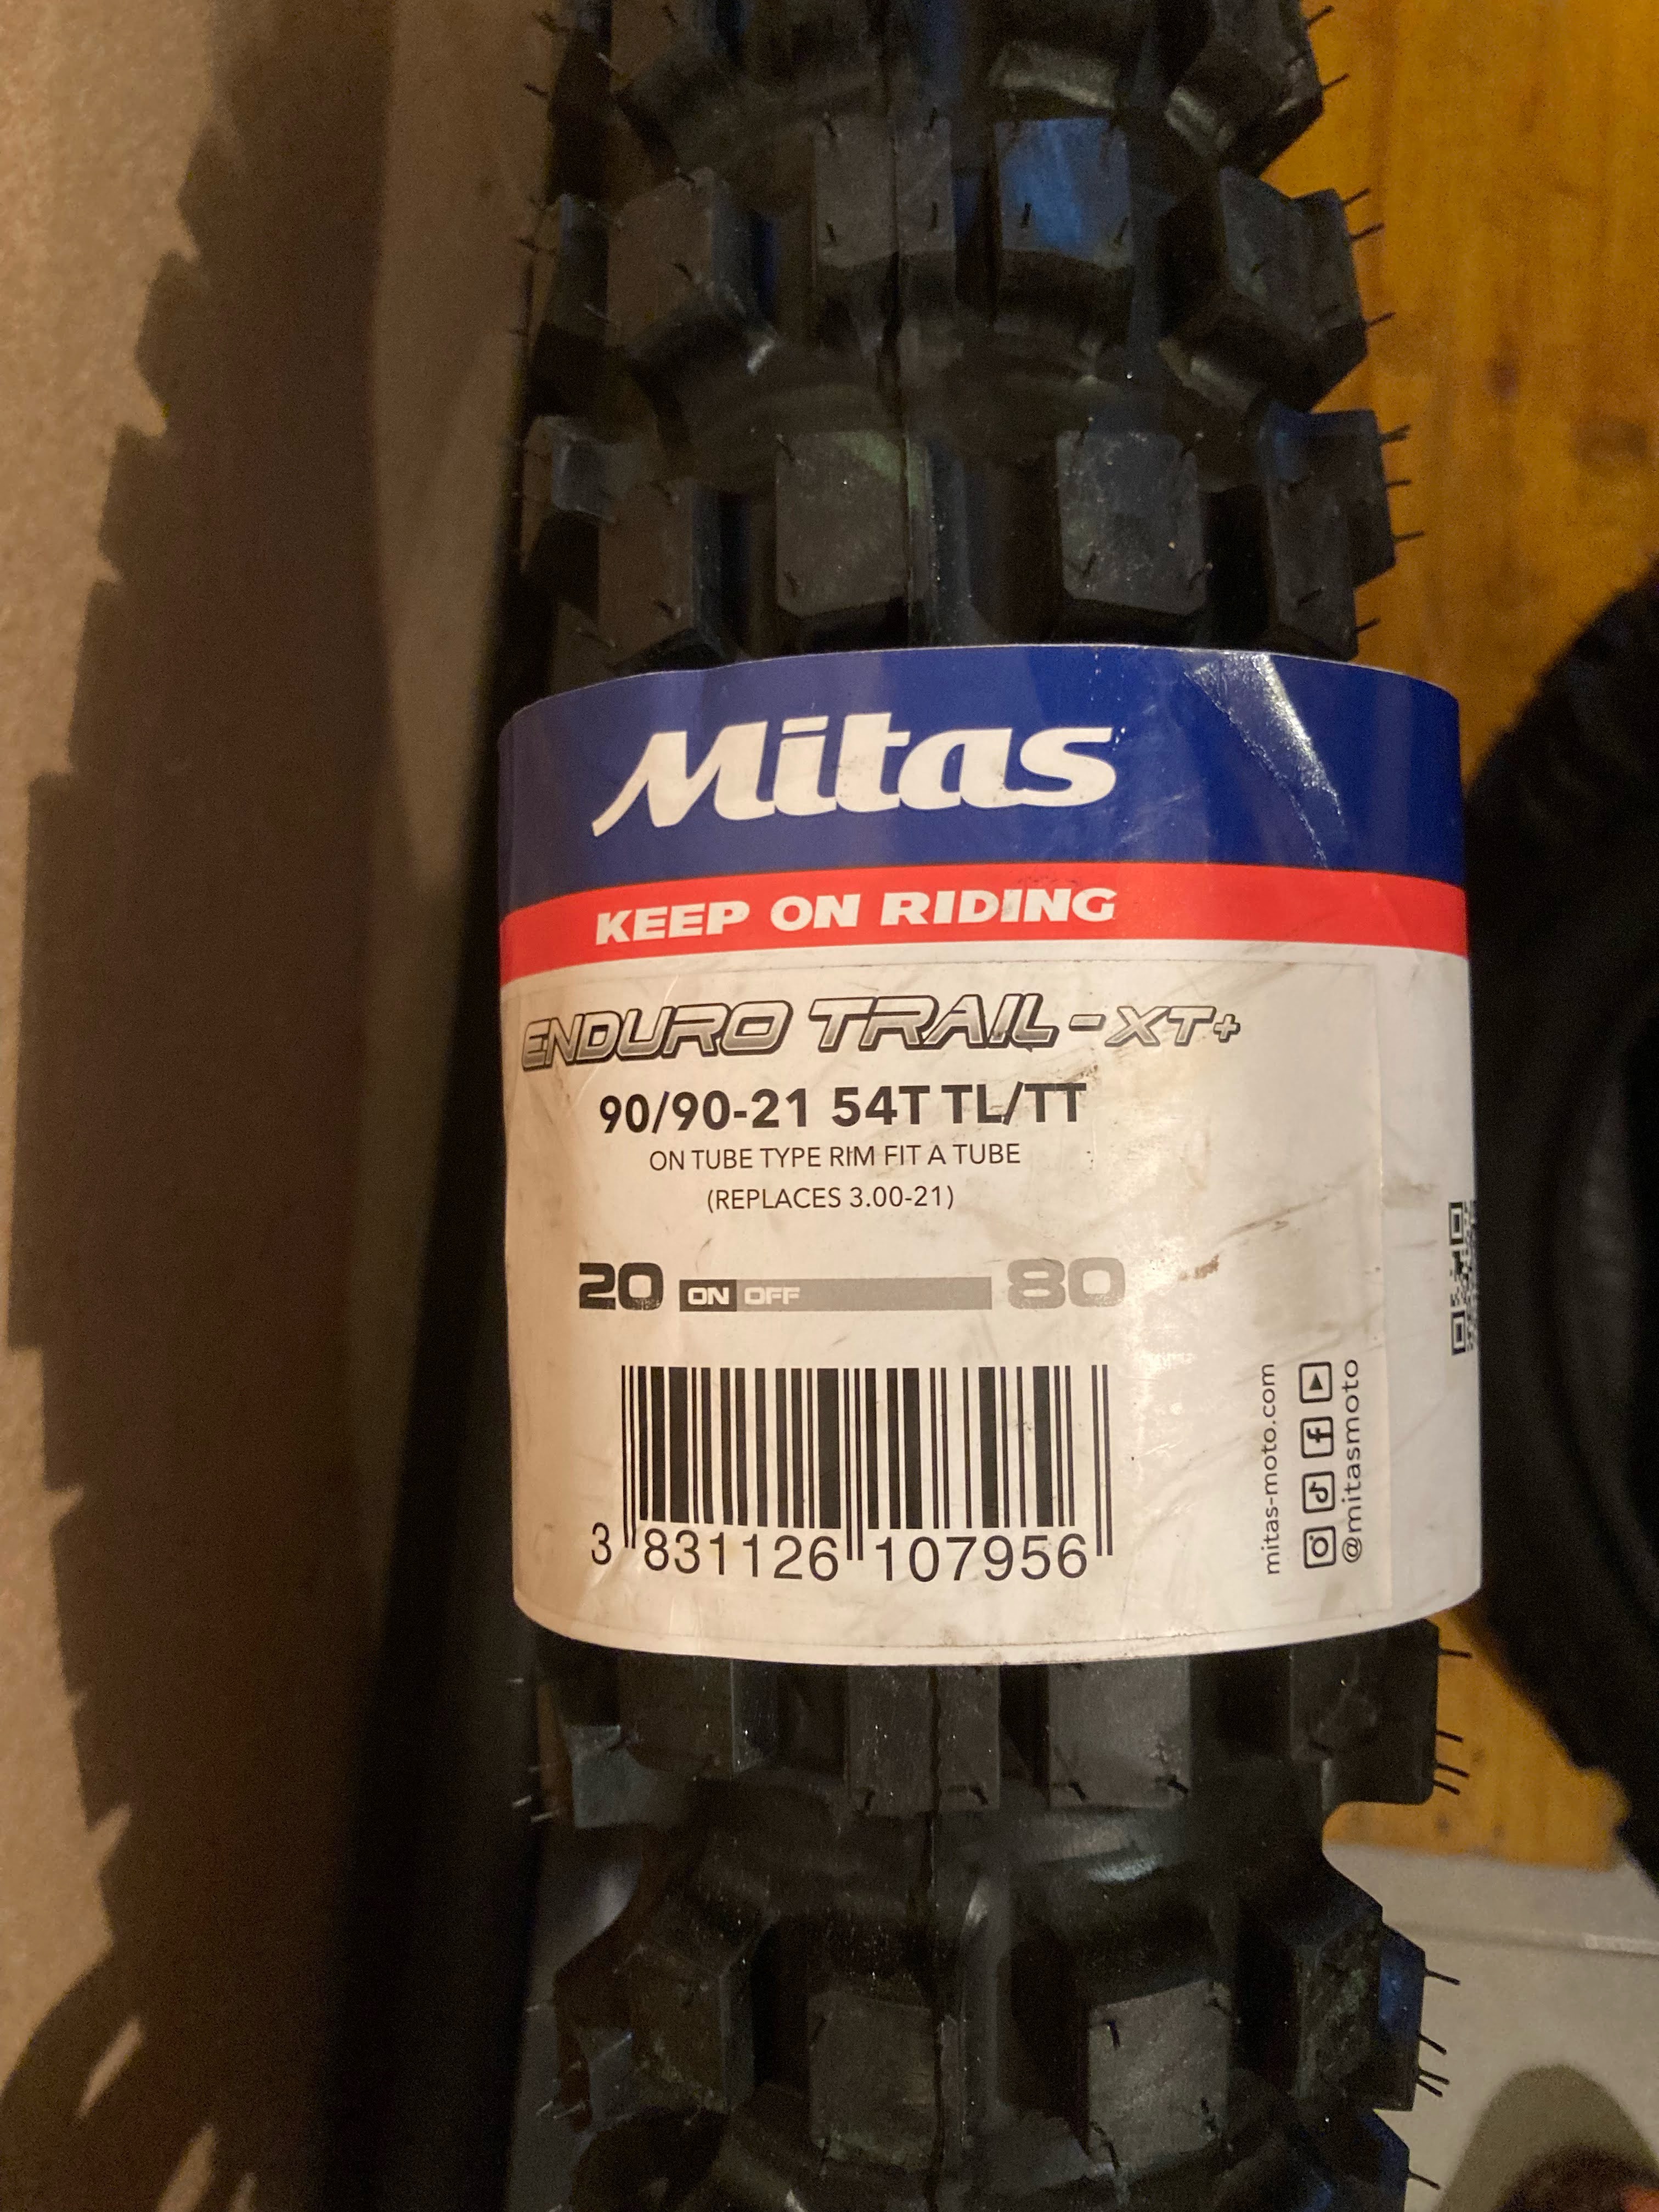 Mitas
KEEP ON RIDING
ENDURO TRAIL-XT+
90/90-21 54T TL/TT
ON TUBE TYPE RIM FIT A TUBE
(REPLACES 3.00-21)
20 ON OFF 80
3 831126 107956
mitas-moto.com
@mitasmoto